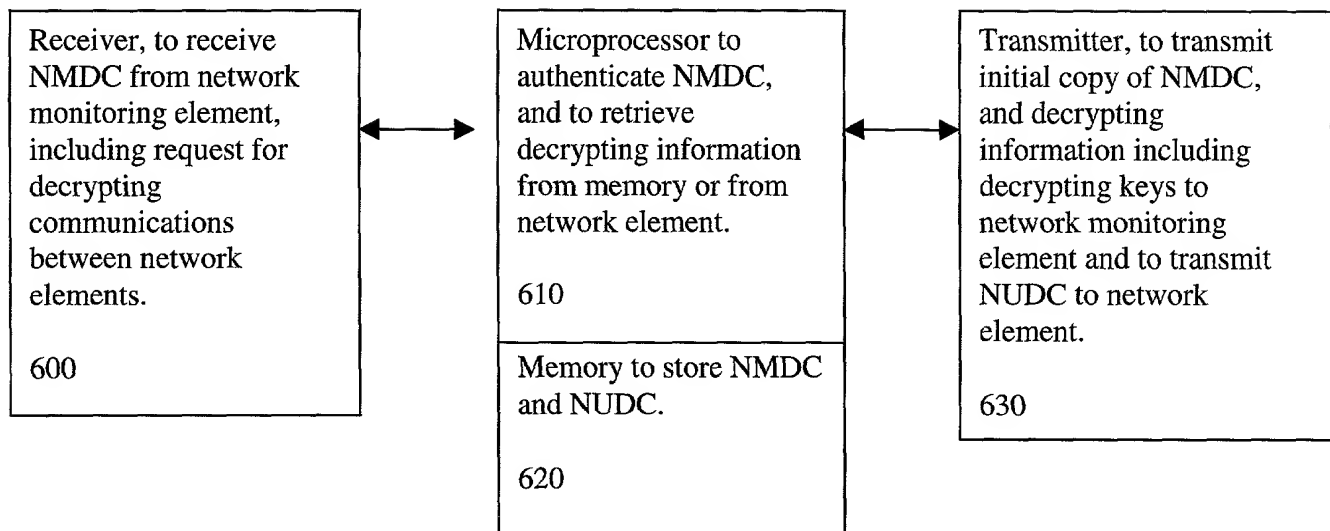 Receiver, to receive
NMDC from network
monitoring element,
including request for
decrypting
communications
between network
elements.
600
Microprocessor to
authenticate NMDC,
and to retrieve
decrypting information
from memory or from
network element.
610
Memory to store NMDC
and NUDC.
620
Transmitter, to transmit
initial copy of NMDC,
and decrypting
information including
decrypting keys to
network monitoring
element and to transmit
NUDC to network
element.
630